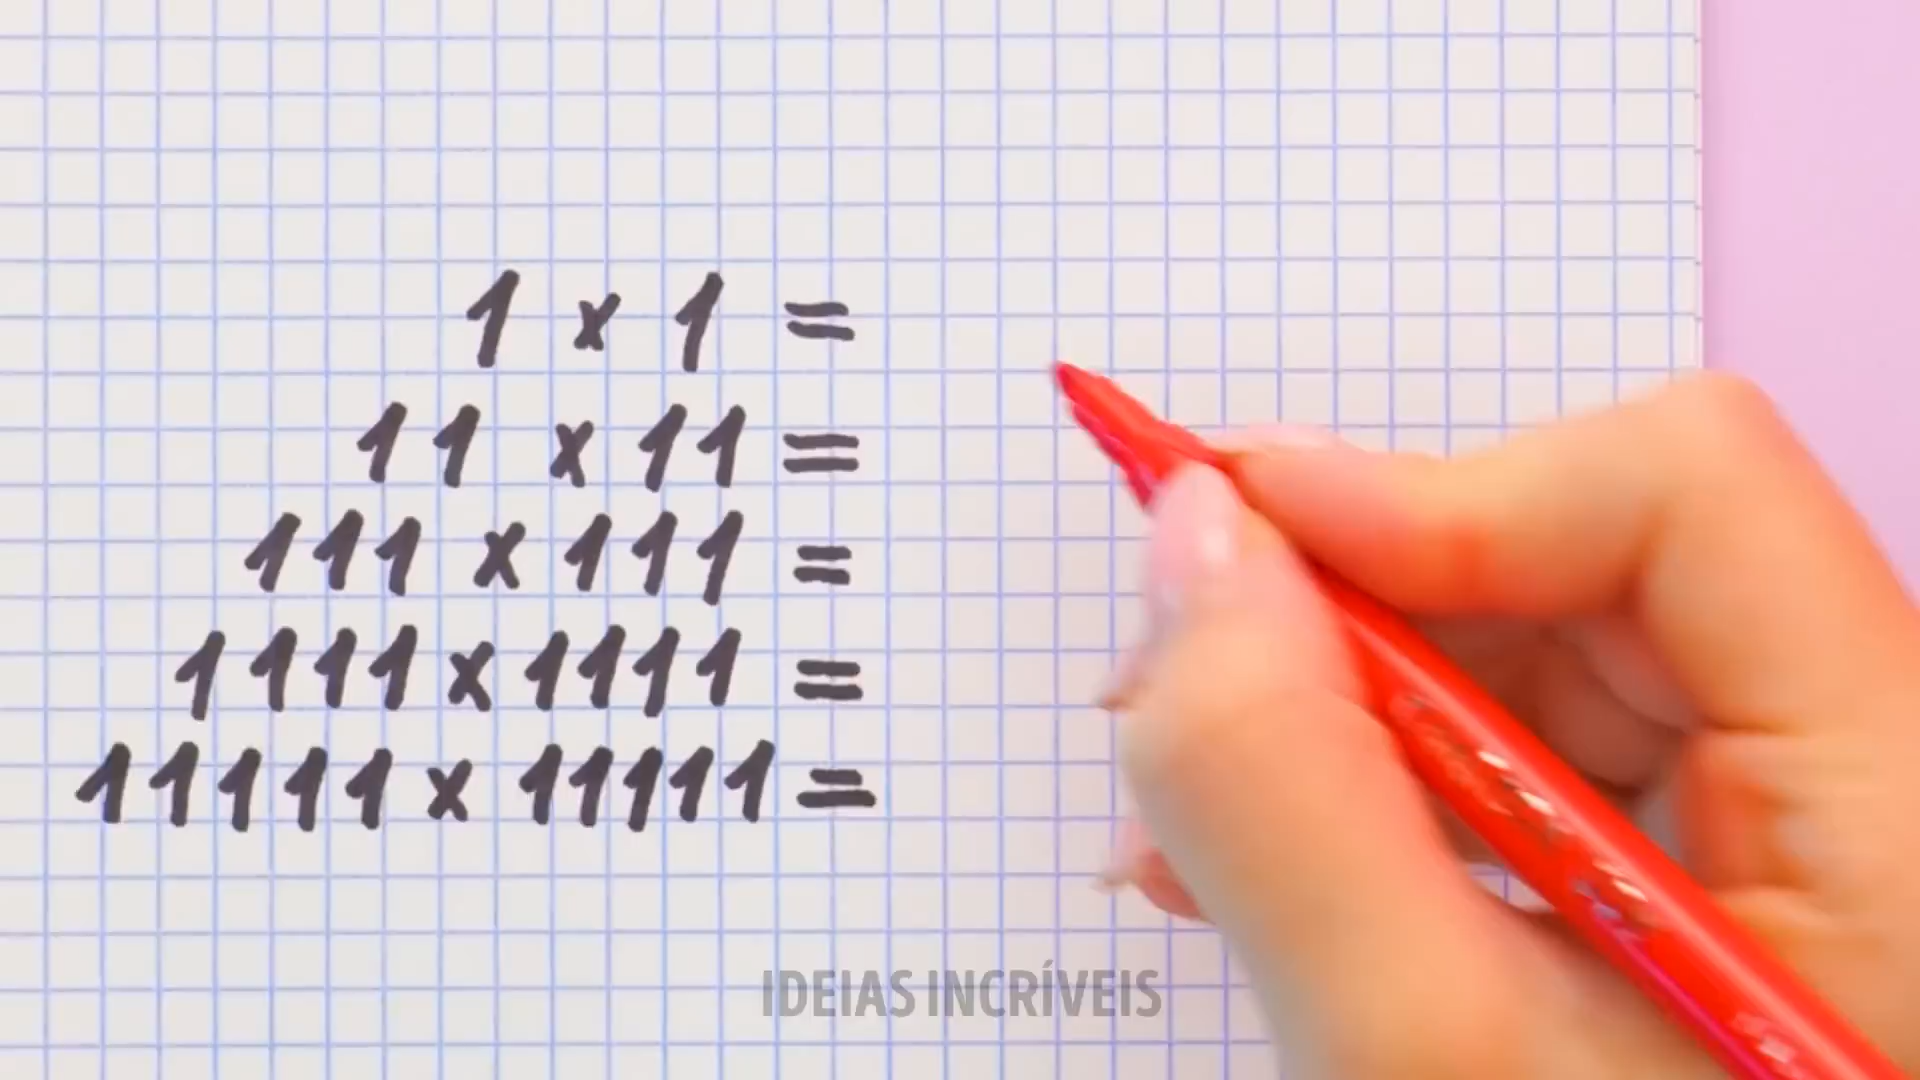 1 x 1 =
11 x 11 =
111 x 111 =
1111 x 1111 =
11111 x 11111 =
IDEIAS INCRÍVEIS